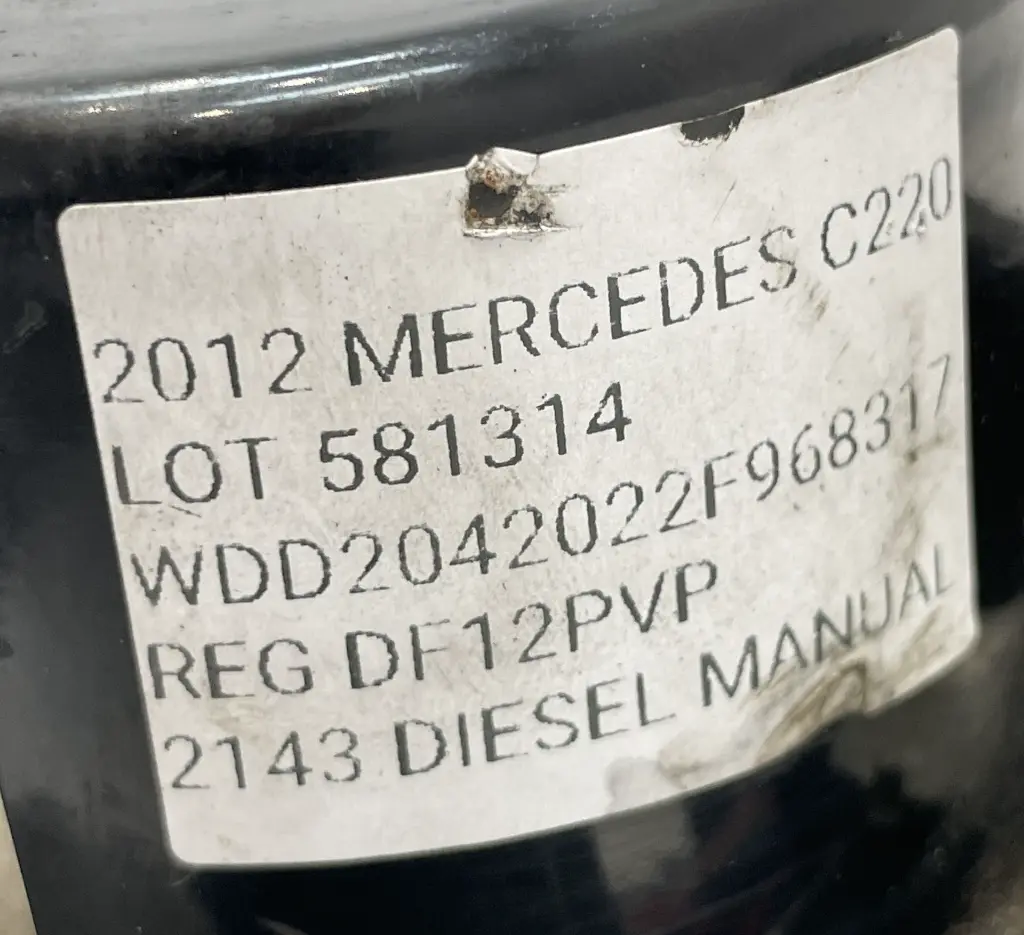 2012 MERCEDES C220
LOT 581314
WDD2042022F968317
REG DF12PVP
2143 DIESEL MANUAL